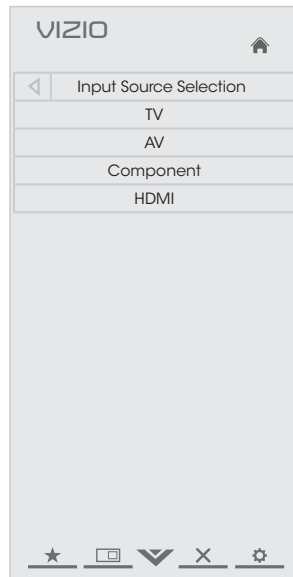 VIZIO
Input Source Selection
TV
AV
Component
HDMI